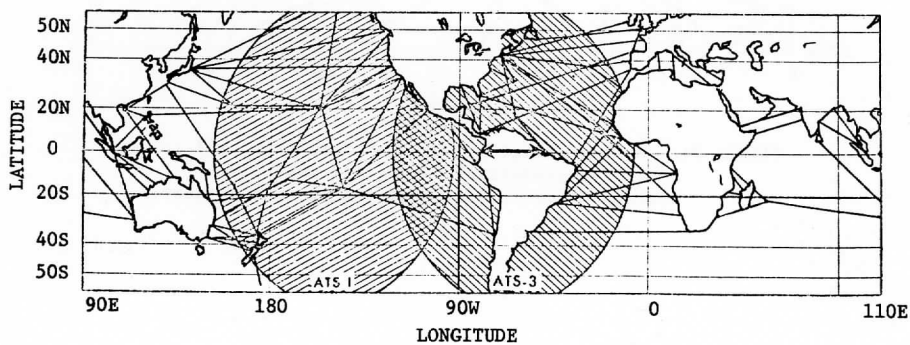 50N
40N
20N
0
20S
40S
50S
LATITUDE
ATS-1
ATS-3
90E
180
90W
0
110E
LONGITUDE